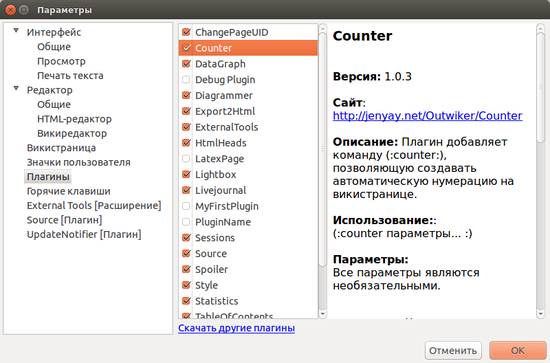 Параметры
Интерфейс
Общие
Просмотр
Печать текста
Редактор
Общие
HTML-редактор
Викиредактор
Викистраница
Значки пользователя
Плагины
Горячие клавиши
External Tools [Расширение]
Source [Плагин]
UpdateNotifier [Плагин]
ChangePageUID
Counter
DataGraph
Debug Plugin
Diagrammer
Export2Html
ExternalTools
HtmlHeads
LatexPage
Lightbox
Livejournal
MyFirstPlugin
PluginName
Sessions
Source
Spoiler
Style
Statistics
TableOfContents
Скачать другие плагины
Counter
Версия: 1.0.3
Сайт:
http://jenyay.net/Outwiker/Counter
Описание: Плагин добавляет
команду (:counter:),
позволяющую создавать
автоматическую нумерацию на
викистранице.
Использование::
(:counter параметры... :)
Параметры:
Все параметры являются
необязательными.
Отменить
OK